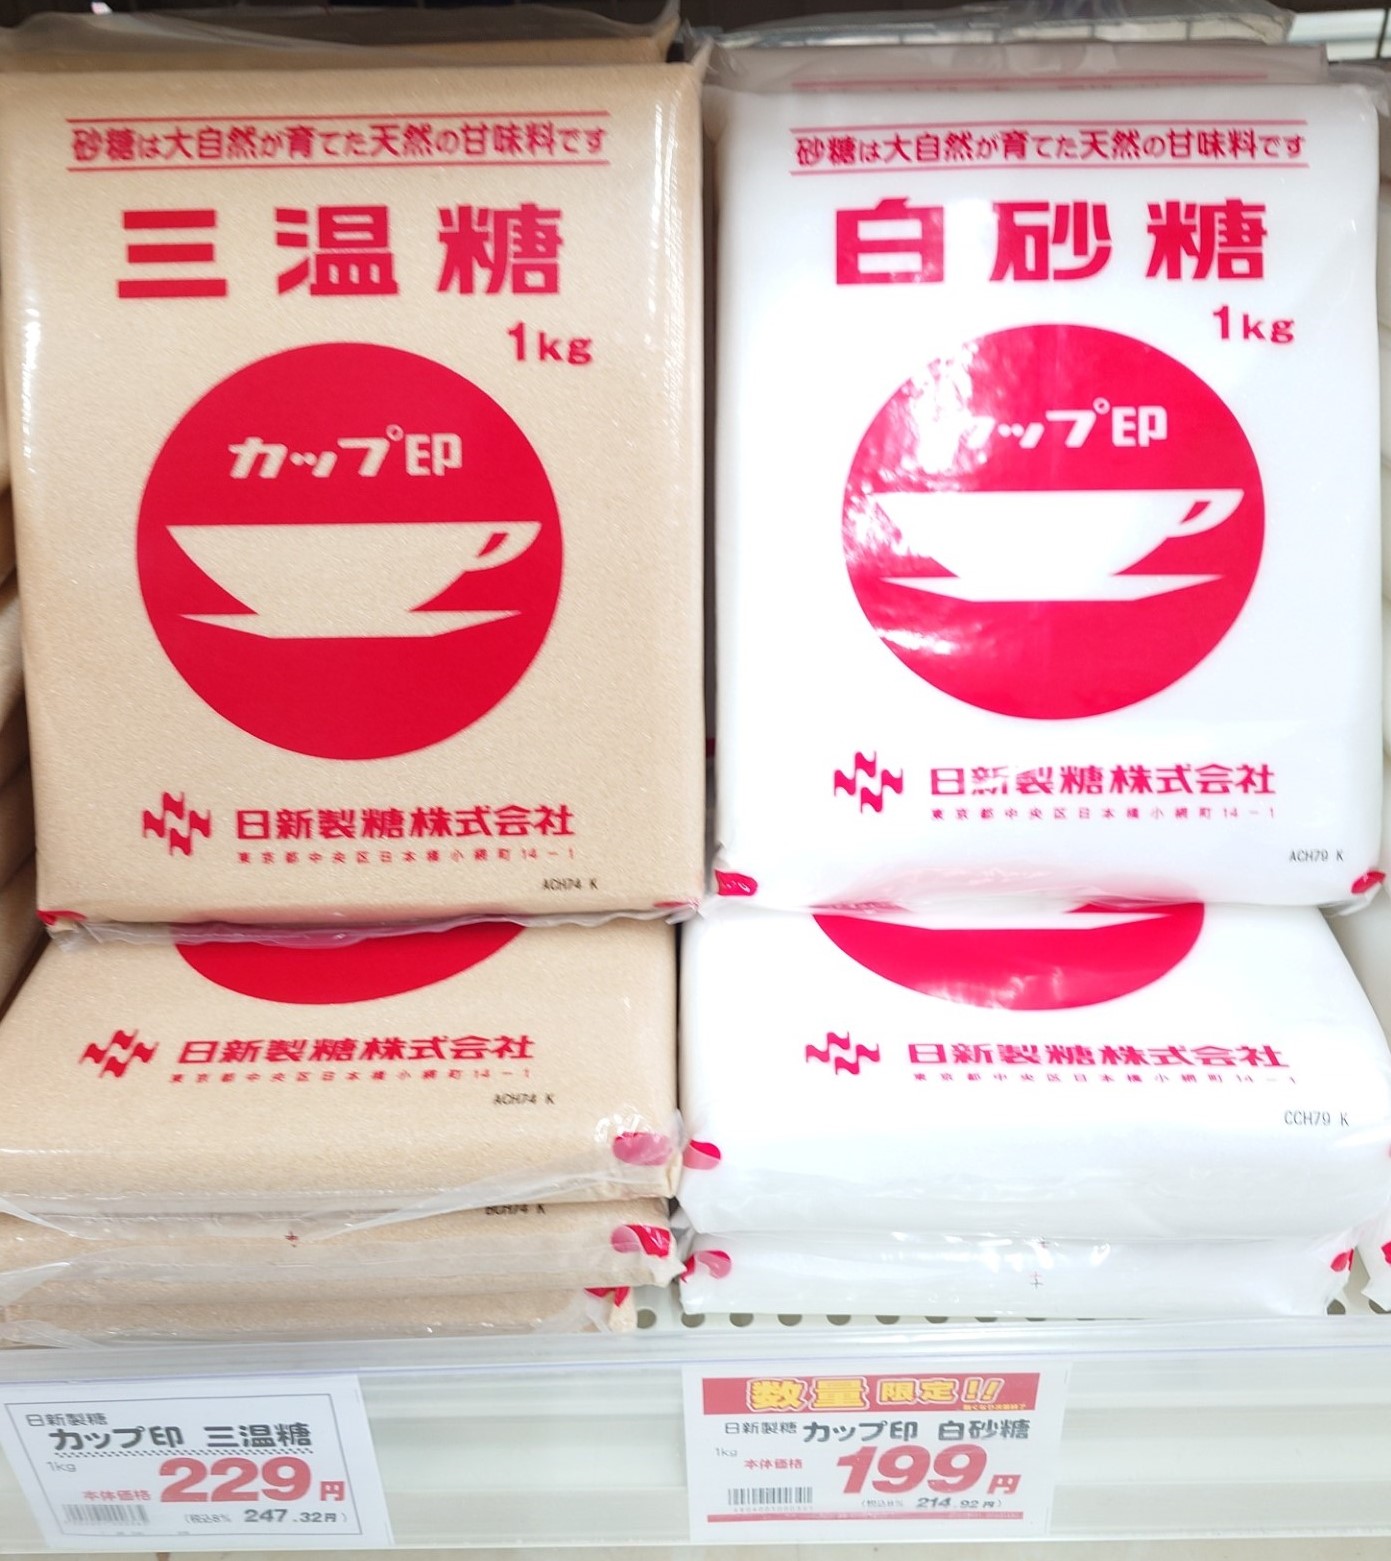 砂糖は大自然が育てた天然の甘味料です
三温糖
1kg
カップ印
日新製糖株式会社
東京都中央区日本橋小網町14-1
ACH74 K
砂糖は大自然が育てた天然の甘味料です
白砂糖
1kg
カップ印
日新製糖株式会社
東京都中央区日本橋小網町14-1
ACH79 K
日新製糖株式会社
東京都中央区日本橋小網町14-1
ACH74 K
BCH74 K
日新製糖株式会社
東京都中央区日本橋小網町14-1
CCH79 K
日新製糖
カップ印 三温糖
1kg
本体価格 229円
(税込8% 247.32円)
数量限定!!
日新製糖 カップ印 白砂糖
1kg
本体価格 199円
(税込8% 214.92円)